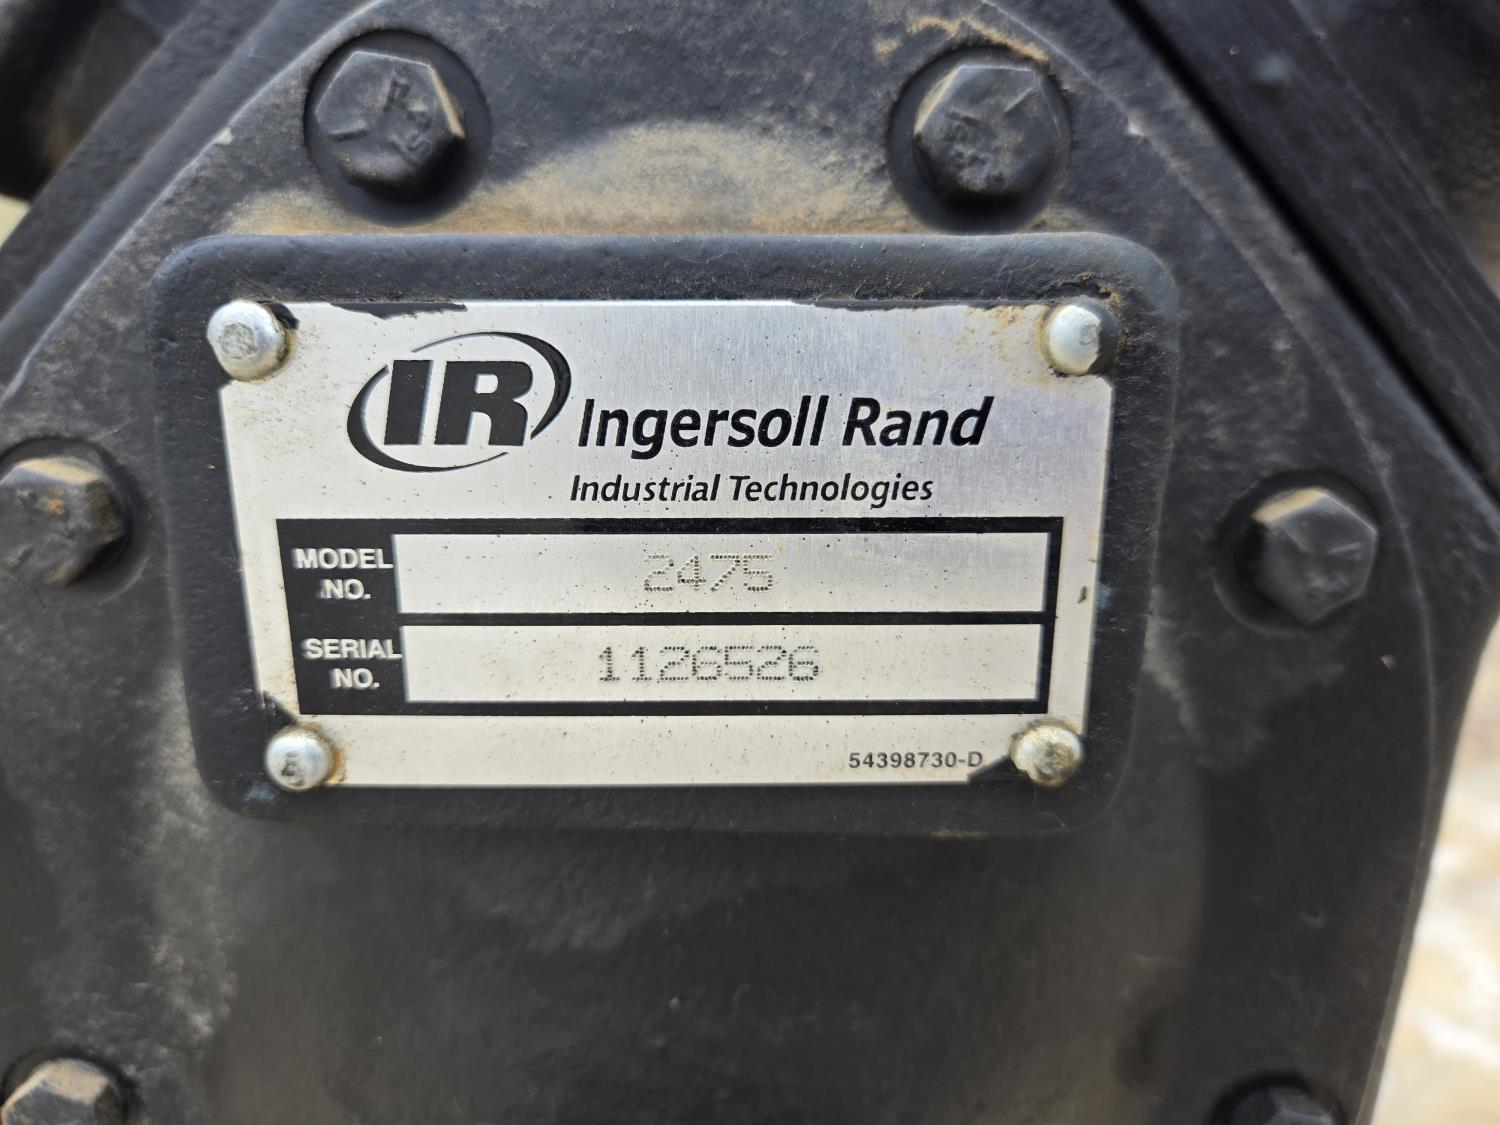 IR Ingersoll Rand
Industrial Technologies
MODEL NO. 2475
SERIAL NO. 1126526
54398730-D